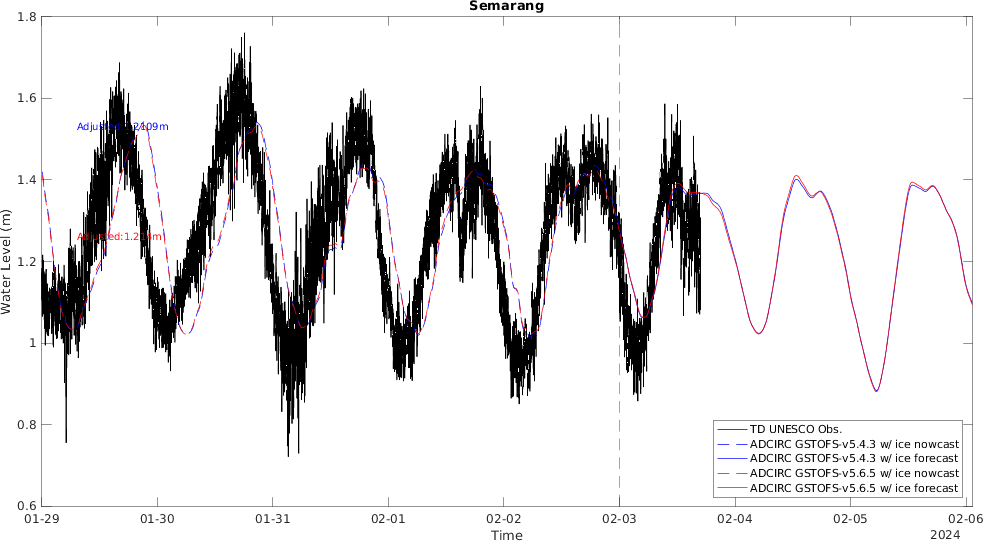 Semarang
1.8
1.6
1.4
1.2
1
0.8
0.6
Water Level (m)
01-29
01-30
01-31
02-01
02-02
02-03
02-04
02-05
02-06
Time
2024
TD UNESCO Obs.
ADCIRC GSTOFS-v5.4.3 w/ ice nowcast
ADCIRC GSTOFS-v5.4.3 w/ ice forecast
ADCIRC GSTOFS-v5.6.5 w/ ice nowcast
ADCIRC GSTOFS-v5.6.5 w/ ice forecast